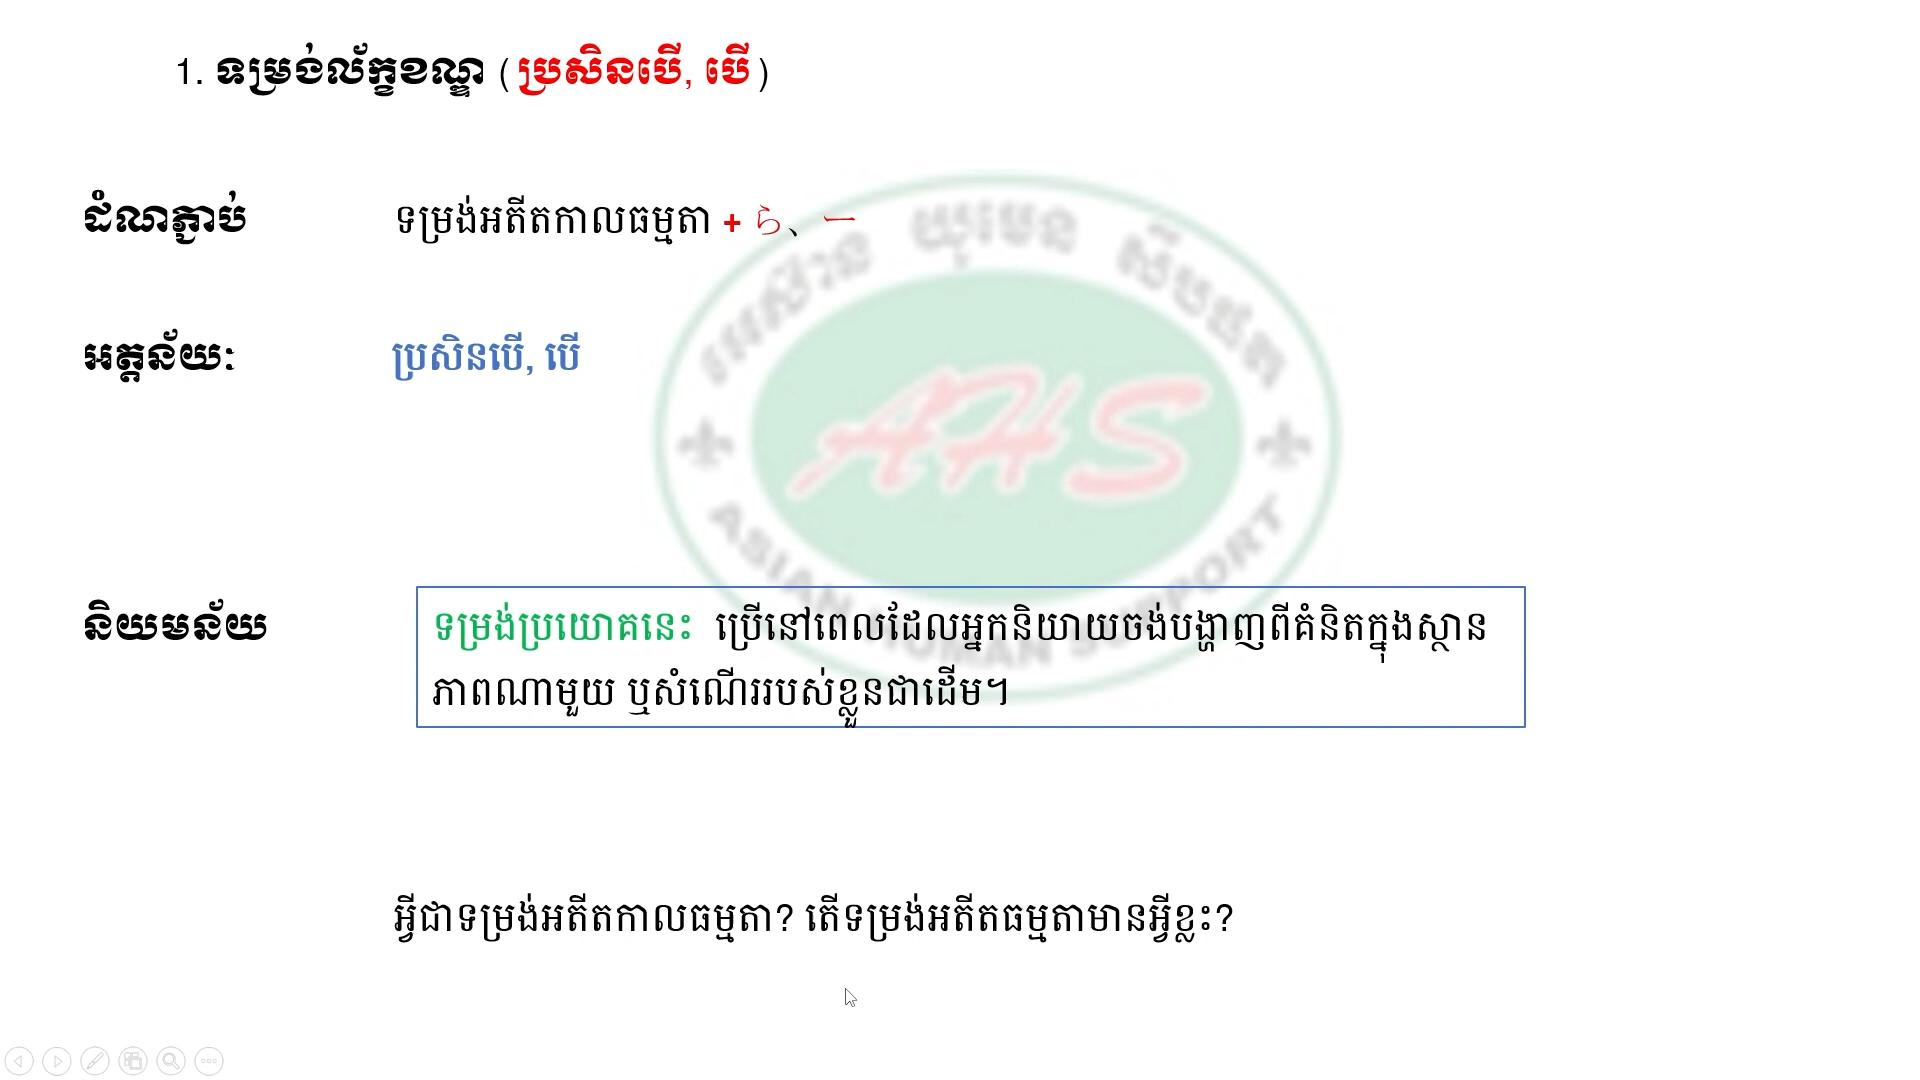 1. ទម្រង់ល័ក្ខខណ្ឌ ( ប្រសិនបើ, បើ )
ដំណភ្ជាប់ ទម្រង់អតីតកាលធម្មតា + ら、ー
អត្តន័យៈ ប្រសិនបើ, បើ
និយមន័យ ទម្រង់ប្រយោគនេះ ប្រើនៅពេលដែលអ្នកនិយាយចង់បង្ហាញពីគំនិតក្នុងស្ថាន
ភាពណាមួយ ឬសំណើររបស់ខ្លួនជាដើម។
អ្វីជាទម្រង់អតីតកាលធម្មតា? តើទម្រង់អតីតធម្មតាមានអ្វីខ្លះ?
AHS
ASIAN HUMAN SUPPORT